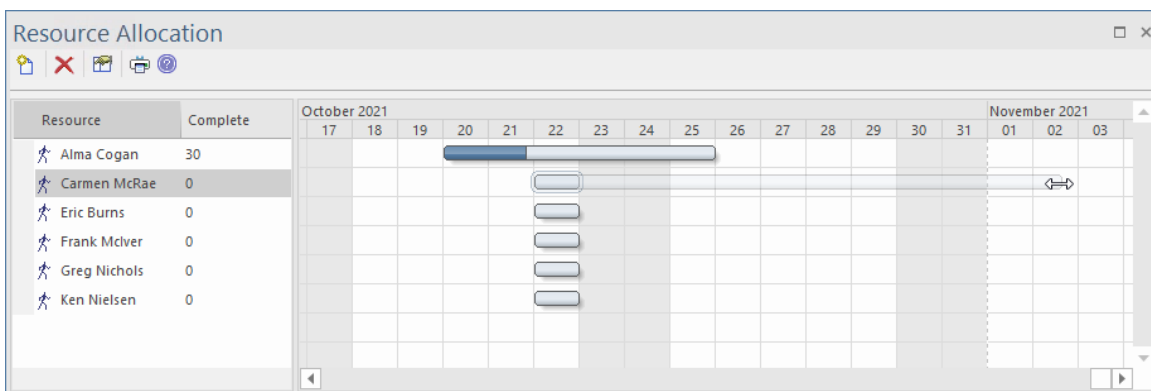 Resource Allocation
Resource Complete
October 2021 November 2021
17 18 19 20 21 22 23 24 25 26 27 28 29 30 31 01 02 03
Alma Cogan 30
Carmen McRae 0
Eric Burns 0
Frank McIver 0
Greg Nichols 0
Ken Nielsen 0